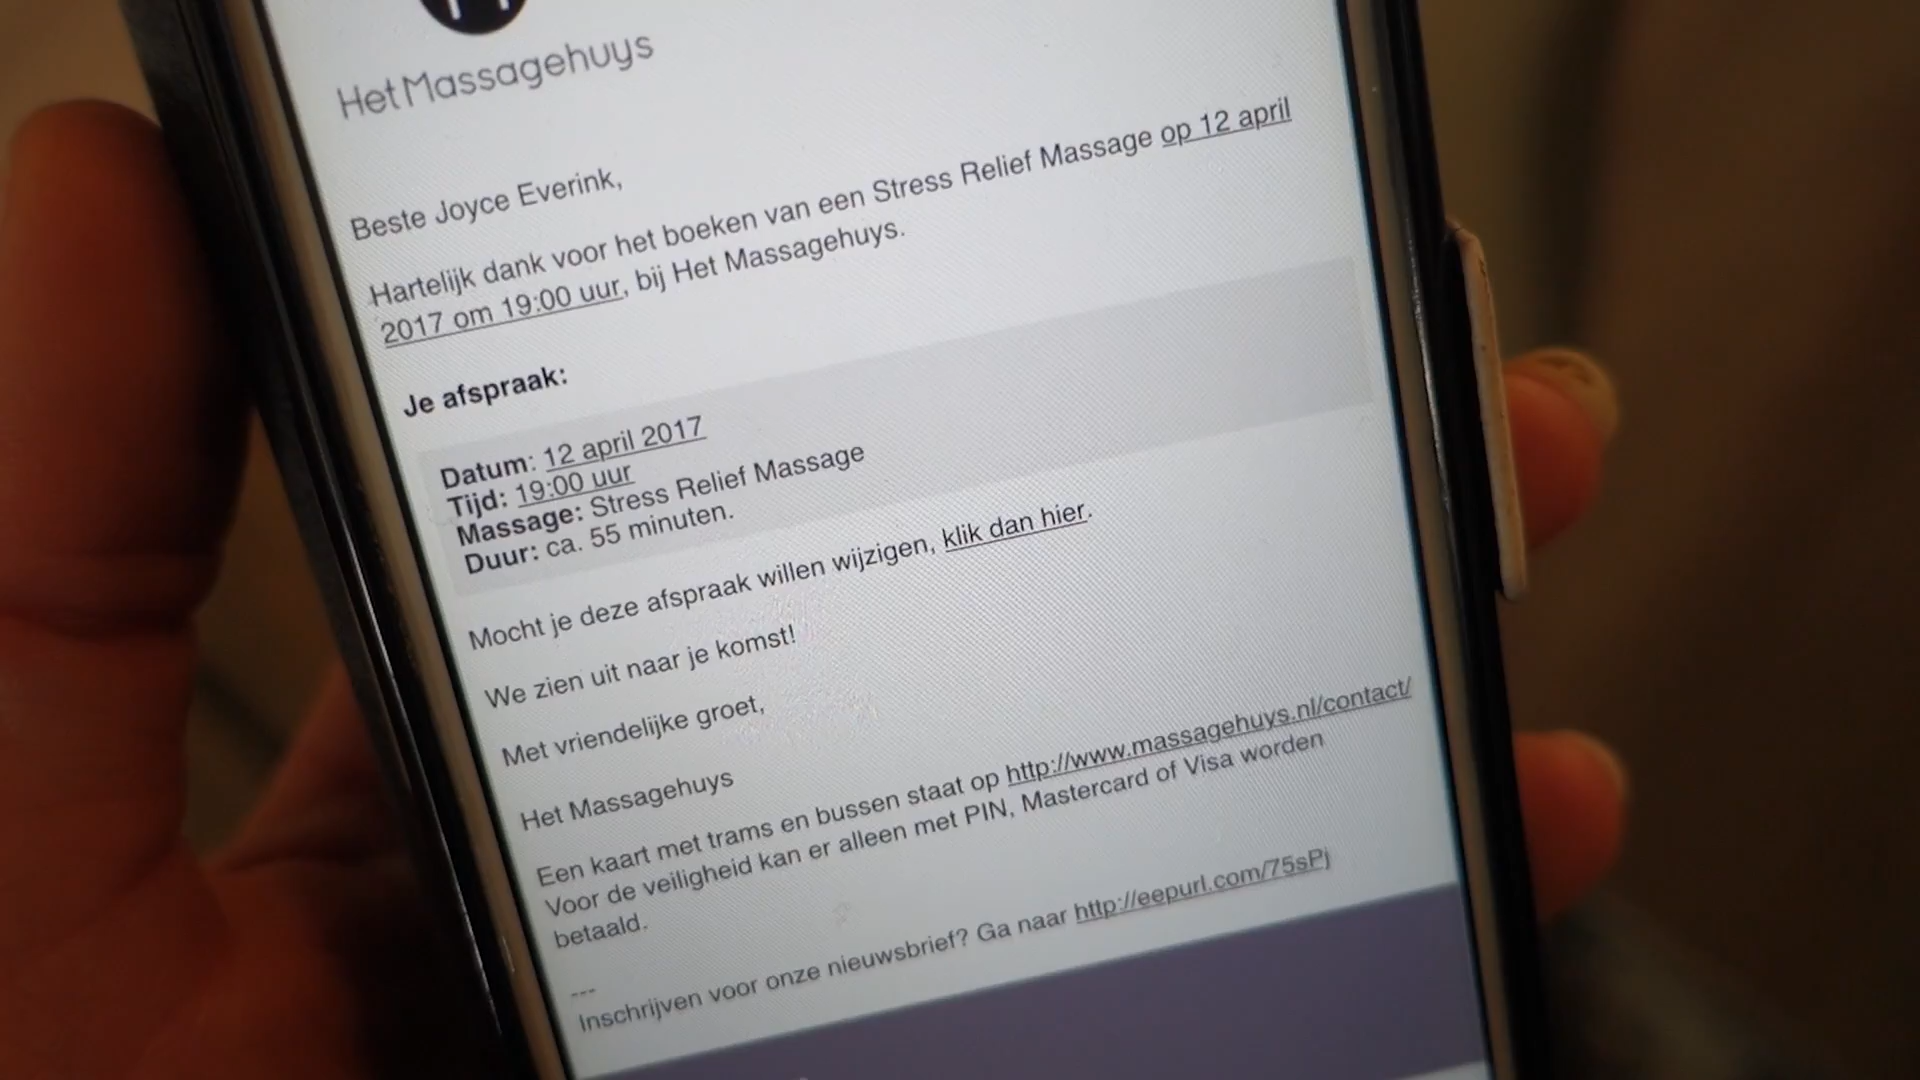 HetMassagehuys
Beste Joyce Everink,
Hartelijk dank voor het boeken van een Stress Relief Massage op 12 april
2017 om 19:00 uur, bij Het Massagehuys.
Je afspraak:
Datum: 12 april 2017
Tijd: 19:00 uur
Massage: Stress Relief Massage
Duur: ca. 55 minuten.
Mocht je deze afspraak willen wijzigen, klik dan hier.
We zien uit naar je komst!
Met vriendelijke groet,
Het Massagehuys
Een kaart met trams en bussen staat op http://www.massagehuys.nl/contact/
Voor de veiligheid kan er alleen met PIN, Mastercard of Visa worden
betaald.
---
Inschrijven voor onze nieuwsbrief? Ga naar http://eepurl.com/75sPj